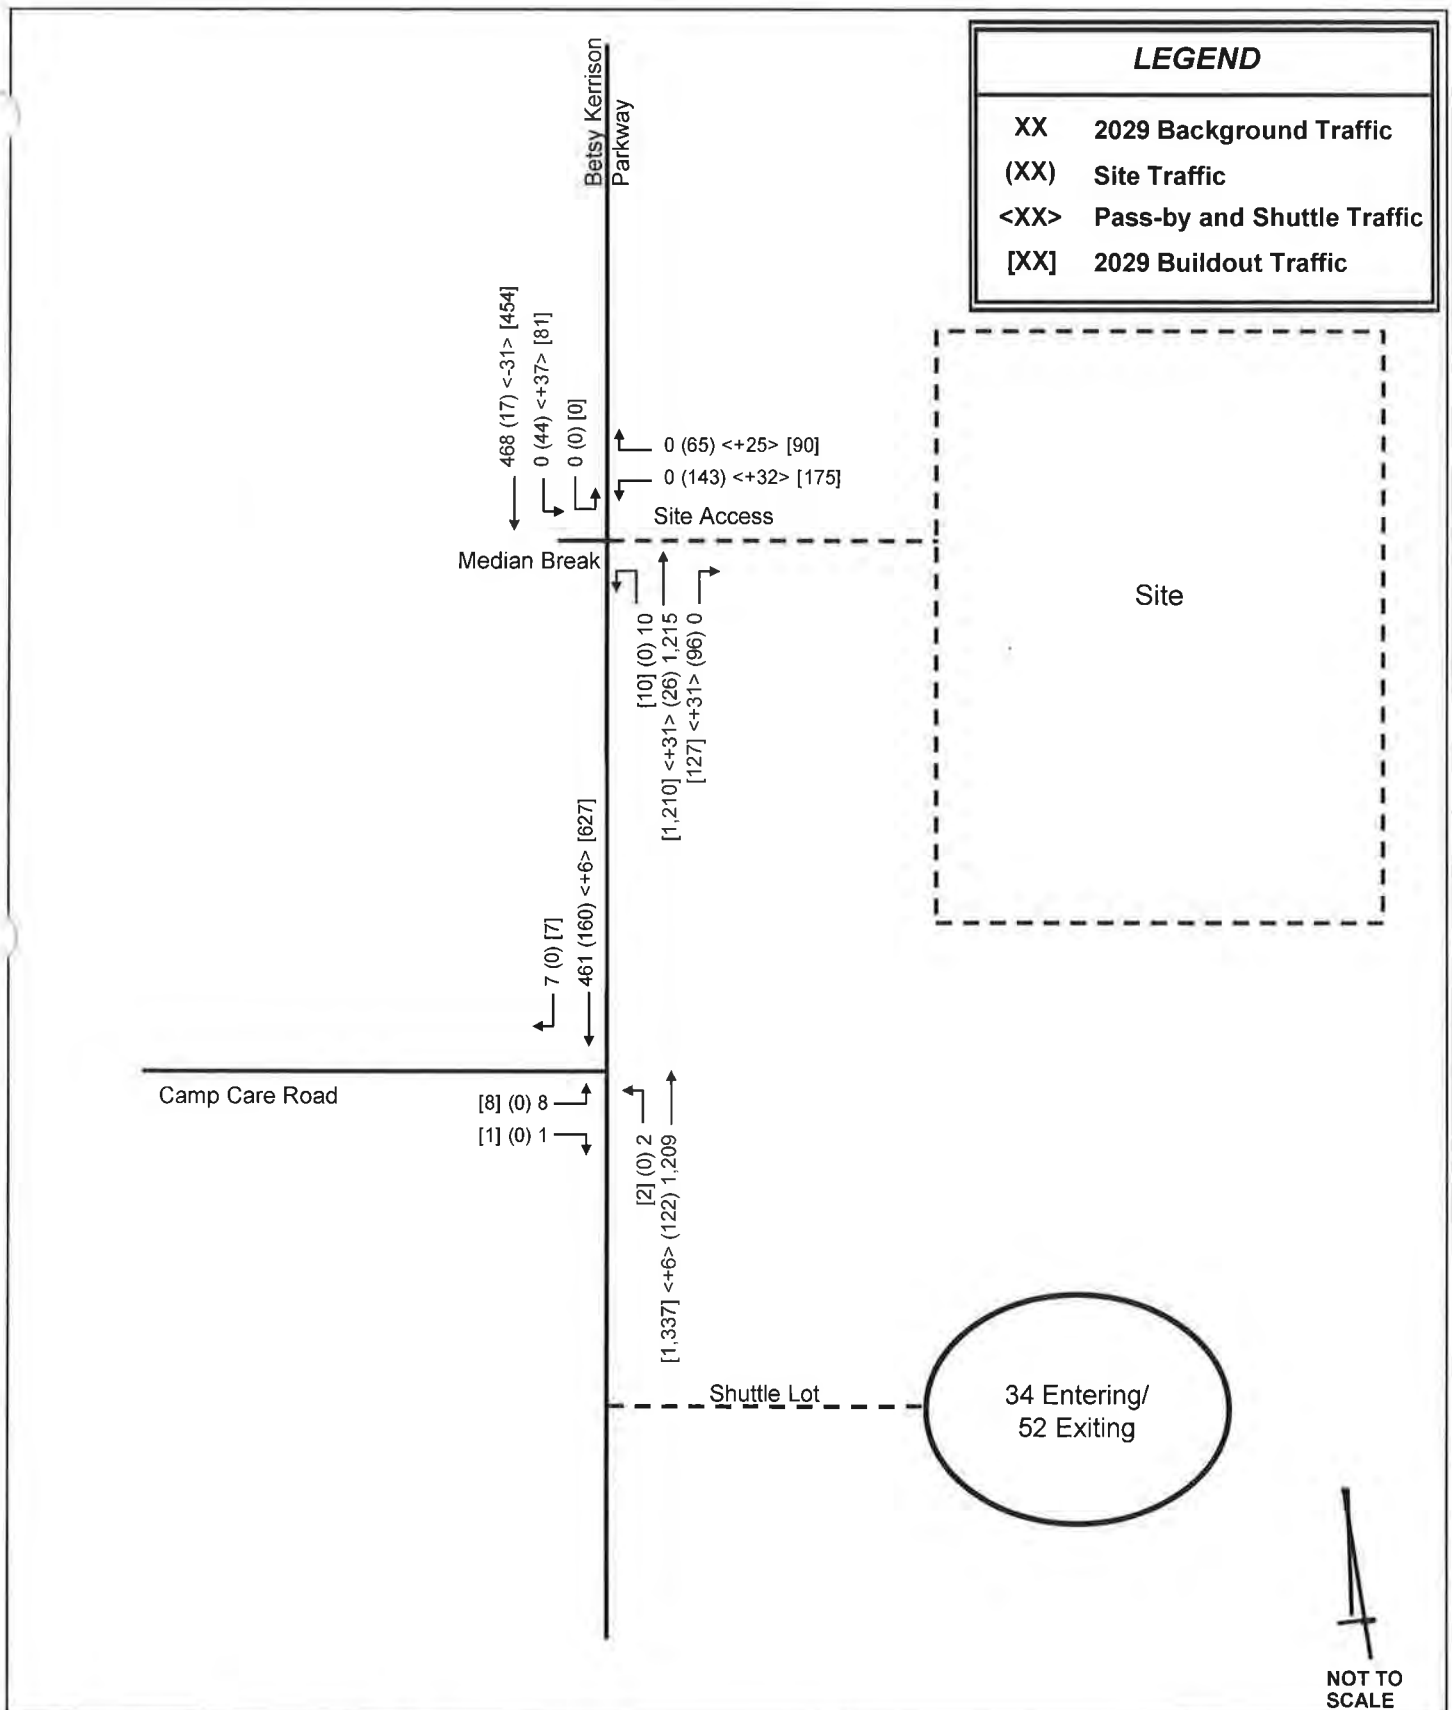 Betsy Kerrison
Parkway
LEGEND
XX 2029 Background Traffic
(XX) Site Traffic
<XX> Pass-by and Shuttle Traffic
[XX] 2029 Buildout Traffic
468 (17) <-31> [454]
0 (44) <+37> [81]
0 (0) [0]
0 (65) <+25> [90]
0 (143) <+32> [175]
Site Access
Median Break
Site
[10] (0) 10
[1,210] <+31> (26) 1,215
[127] <+31> (96) 0
7 (0) [7]
461 (160) <+6> [627]
Camp Care Road
[8] (0) 8
[1] (0) 1
[2] (0) 2
[1,337] <+6> (122) 1,209
Shuttle Lot
34 Entering/
52 Exiting
NOT TO
SCALE